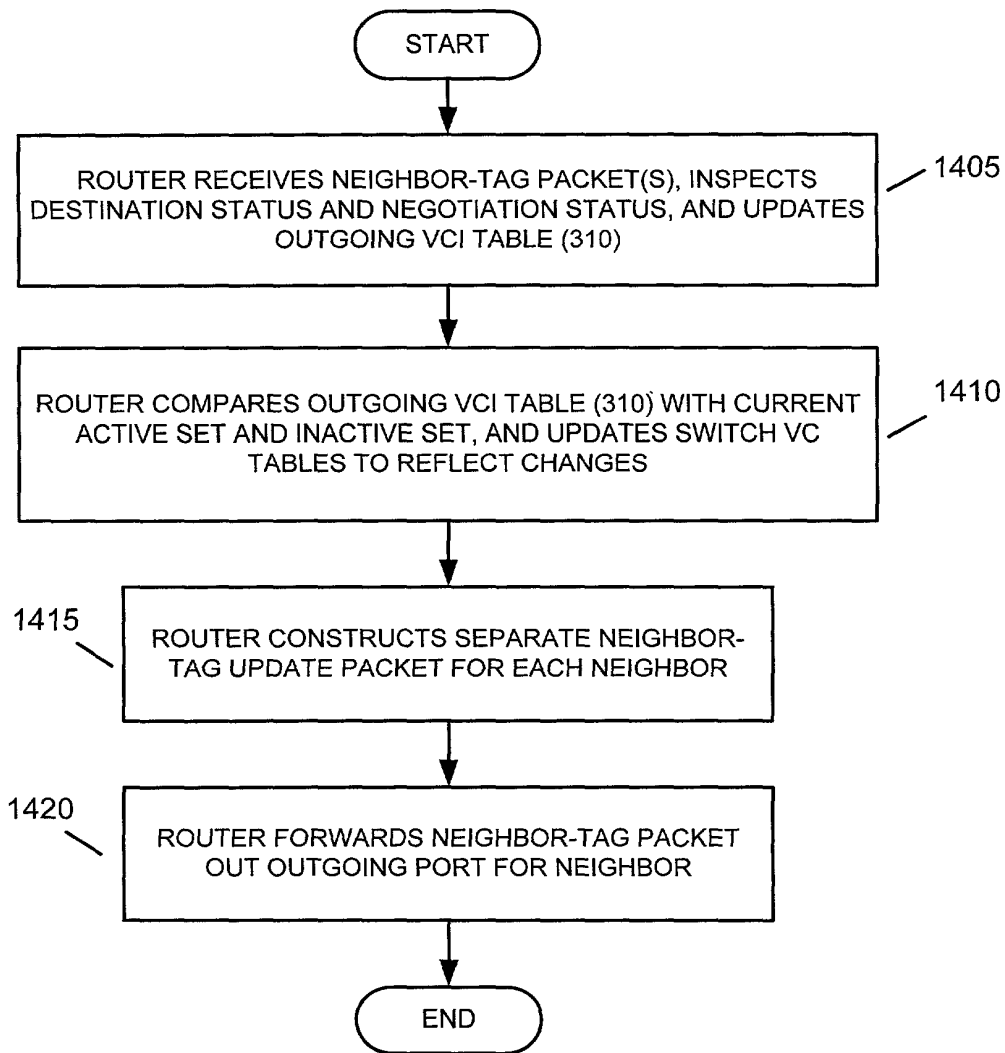 START
ROUTER RECEIVES NEIGHBOR-TAG PACKET(S), INSPECTS
DESTINATION STATUS AND NEGOTIATION STATUS, AND UPDATES
OUTGOING VCI TABLE (310)
1405
ROUTER COMPARES OUTGOING VCI TABLE (310) WITH CURRENT
ACTIVE SET AND INACTIVE SET, AND UPDATES SWITCH VC
TABLES TO REFLECT CHANGES
1410
1415
ROUTER CONSTRUCTS SEPARATE NEIGHBOR-
TAG UPDATE PACKET FOR EACH NEIGHBOR
1420
ROUTER FORWARDS NEIGHBOR-TAG PACKET
OUT OUTGOING PORT FOR NEIGHBOR
END